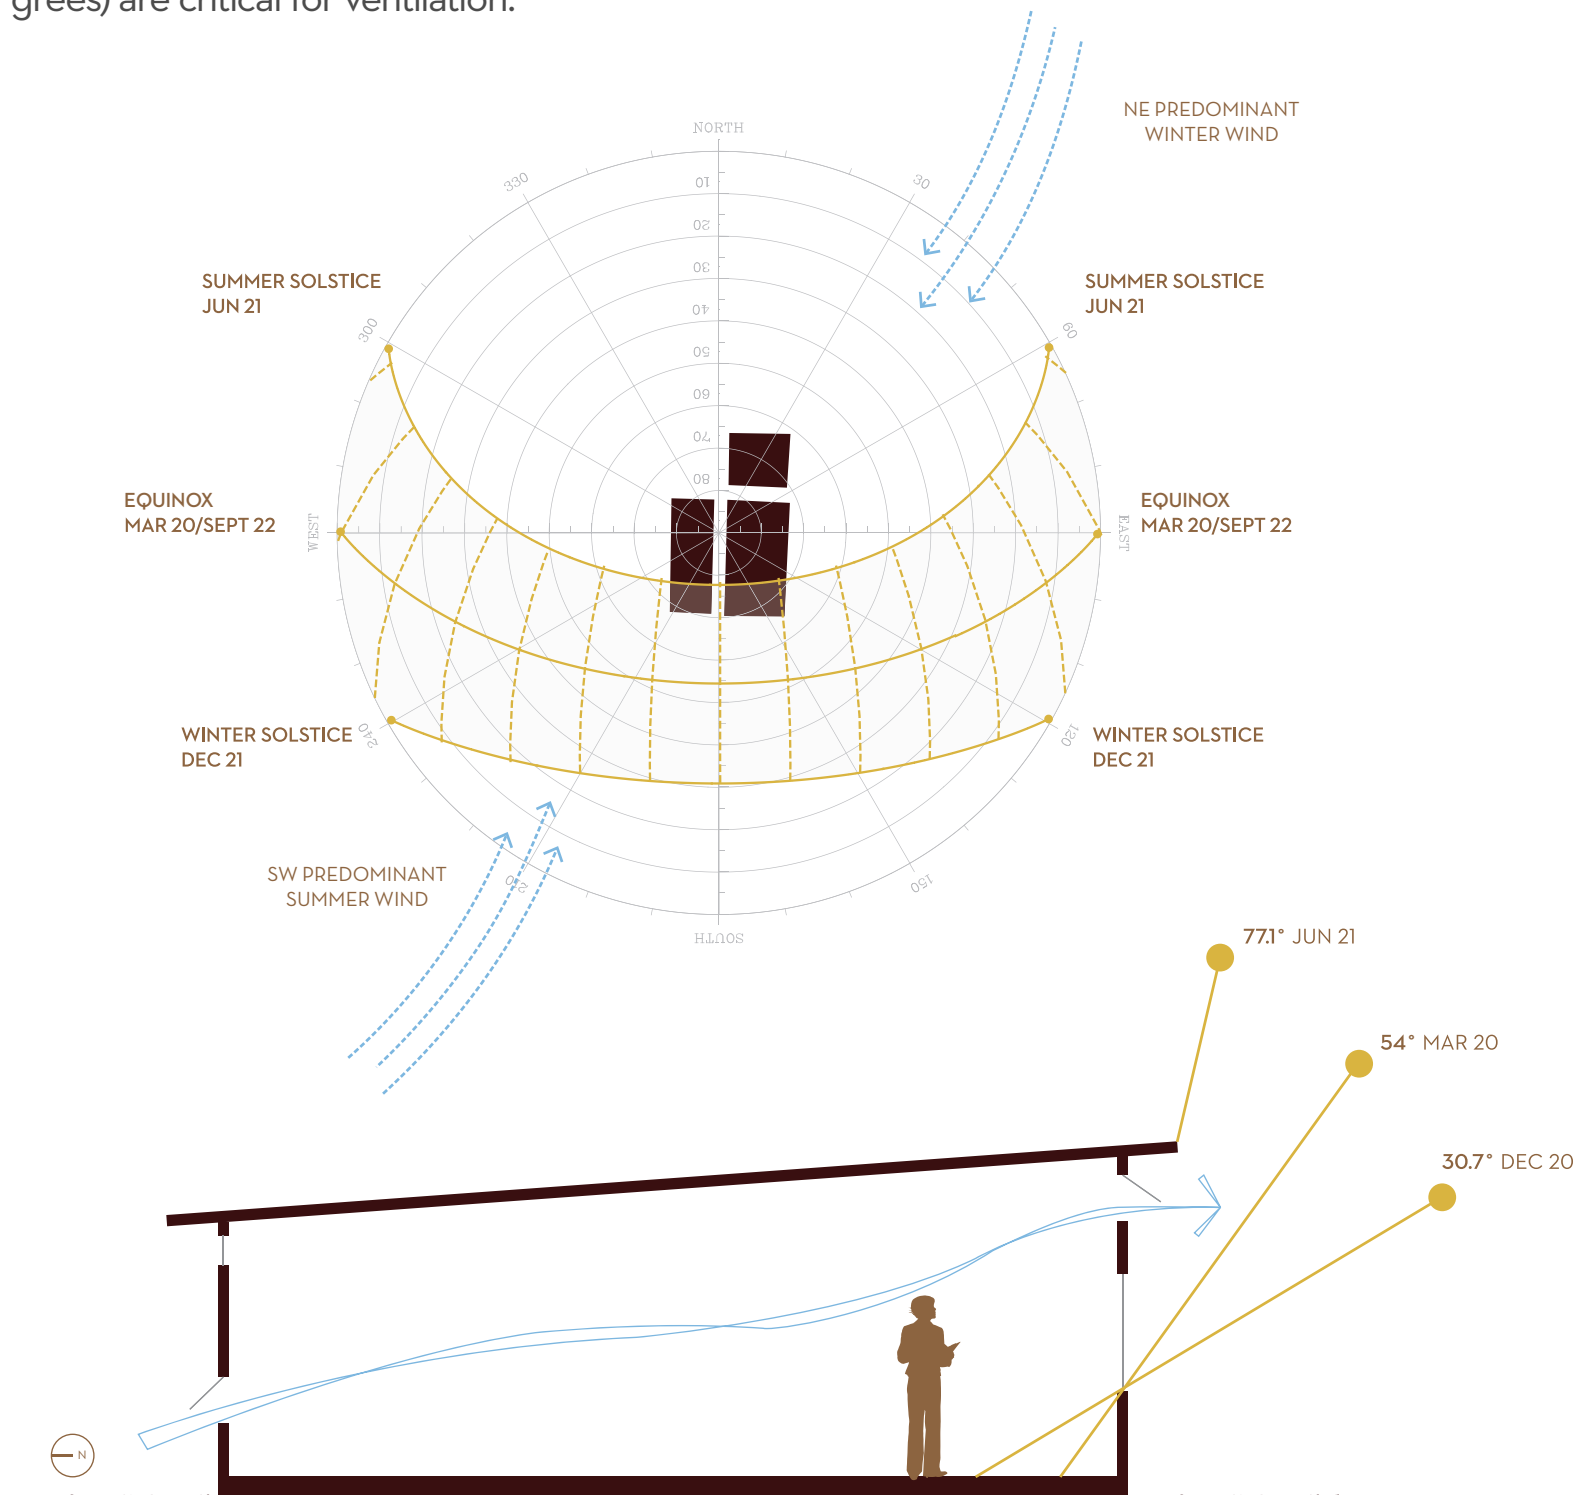 grees) are critical for ventilation.
NE PREDOMINANT
WINTER WIND
NORTH
10
20
30
40
50
60
70
80
330
30
300
60
SUMMER SOLSTICE
JUN 21
SUMMER SOLSTICE
JUN 21
EQUINOX
MAR 20/SEPT 22
WEST
EAST
EQUINOX
MAR 20/SEPT 22
WINTER SOLSTICE
DEC 21
240
120
WINTER SOLSTICE
DEC 21
SW PREDOMINANT
SUMMER WIND
210
150
SOUTH
77.1° JUN 21
54° MAR 20
30.7° DEC 20
N